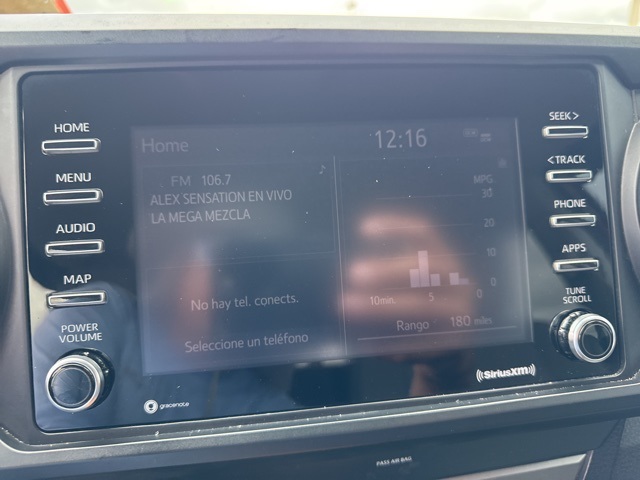 HOME
MENU
AUDIO
MAP
POWER
VOLUME
Home
12:16
FM 106.7
ALEX SENSATION EN VIVO
LA MEGA MEZCLA
No hay tel. conects.
Seleccione un teléfono
MPG
30
20
10
0
10min. 5 0
Rango 180 miles
SEEK >
< TRACK
PHONE
APPS
TUNE
SCROLL
SiriusXM
gracenote
PASS AIR BAG